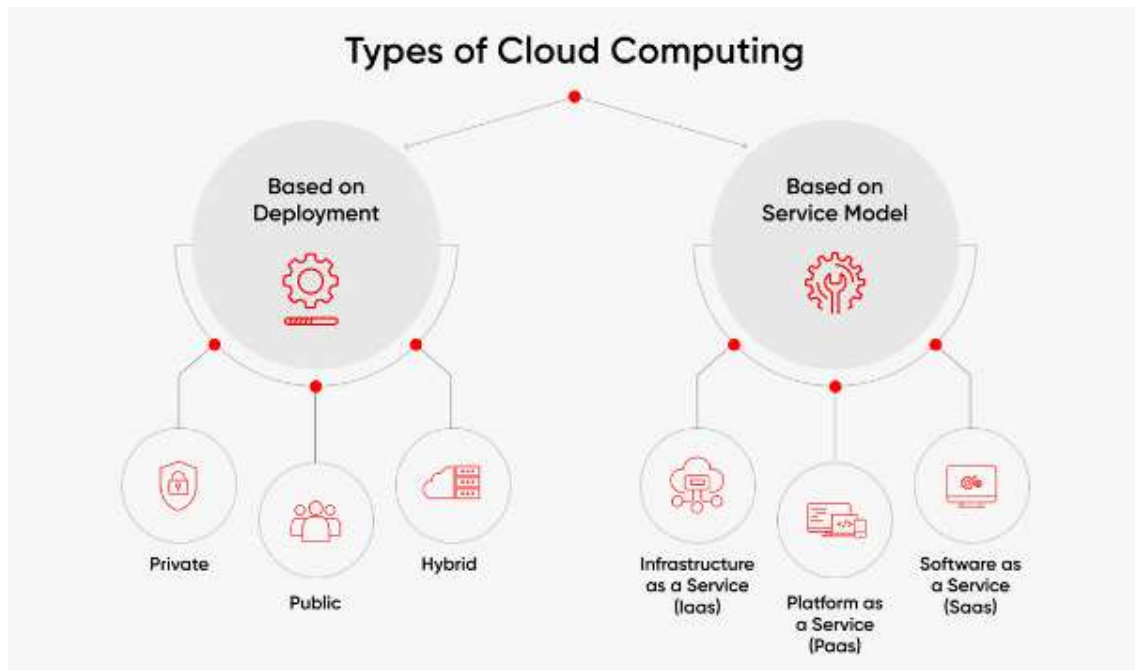 Types of Cloud Computing
Based on
Deployment
Based on
Service Model
</>
Private
Public
Hybrid
Infrastructure
as a Service
(Iaas)
Platform as
a Service
(Paas)
Software as
a Service
(Saas)